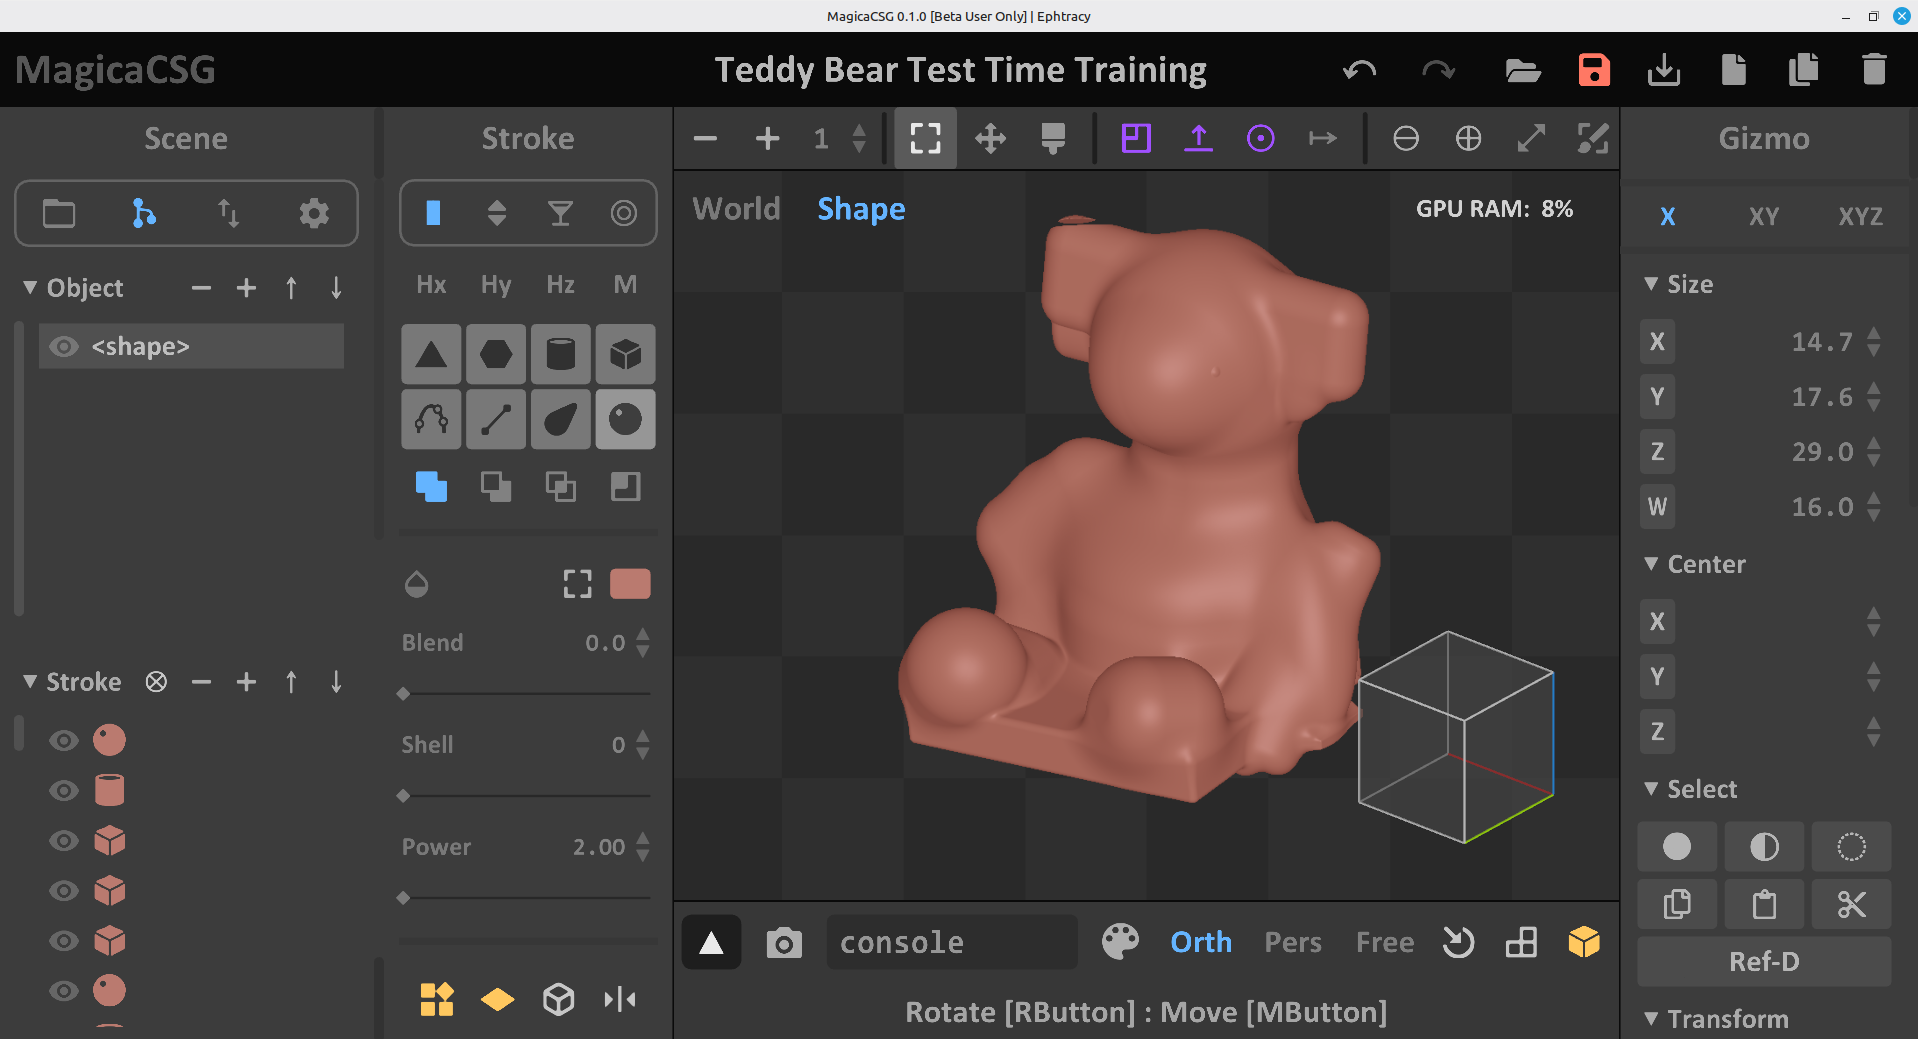 MagicaCSG 0.1.0 [Beta User Only] | Ephtracy
MagicaCSG
Teddy Bear Test Time Training
Scene
Object
<shape>
Stroke
Stroke
Hx Hy Hz M
Blend 0.0
Shell 0
Power 2.00
1
World Shape
GPU RAM: 8%
console
Orth Pers Free
Rotate [RButton] : Move [MButton]
Gizmo
X XY XYZ
Size
X 14.7
Y 17.6
Z 29.0
W 16.0
Center
X
Y
Z
Select
Ref-D
Transform